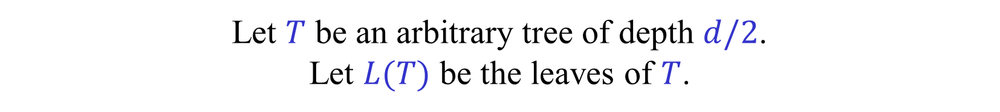 Let T be an arbitrary tree of depth d/2.
Let L(T) be the leaves of T.